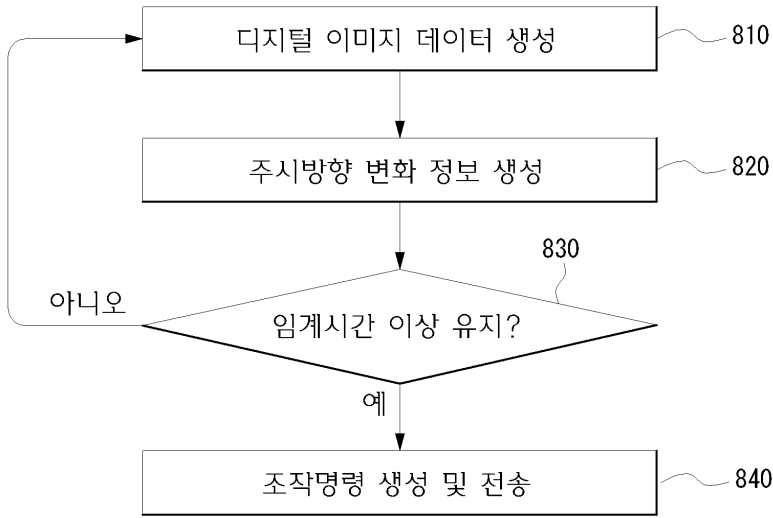 디지털 이미지 데이터 생성
810
주시방향 변화 정보 생성
820
830
아니오
임계시간 이상 유지?
예
조작명령 생성 및 전송
840